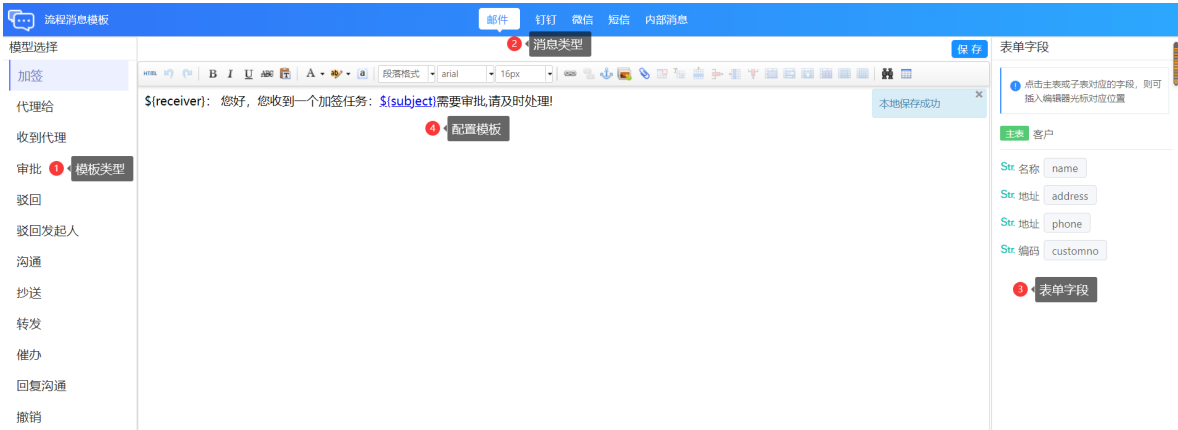 流程消息模板
邮件 钉钉 微信 短信 内部消息
模型选择
2 消息类型
保存
表单字段
加签
代理给
收到代理
审批
1 模板类型
驳回
驳回发起人
沟通
抄送
转发
催办
回复沟通
撤销
HTML B I U ABC A ab a 段落格式 arial 16px
${receiver}: 您好，您收到一个加签任务：${subject}需要审批,请及时处理!
本地保存成功 ×
4 配置模板
点击主表或子表对应的字段，则可
插入编辑器光标对应位置
主表 客户
Str. 名称 name
Str. 地址 address
Str. 地址 phone
Str. 编码 customno
3 表单字段